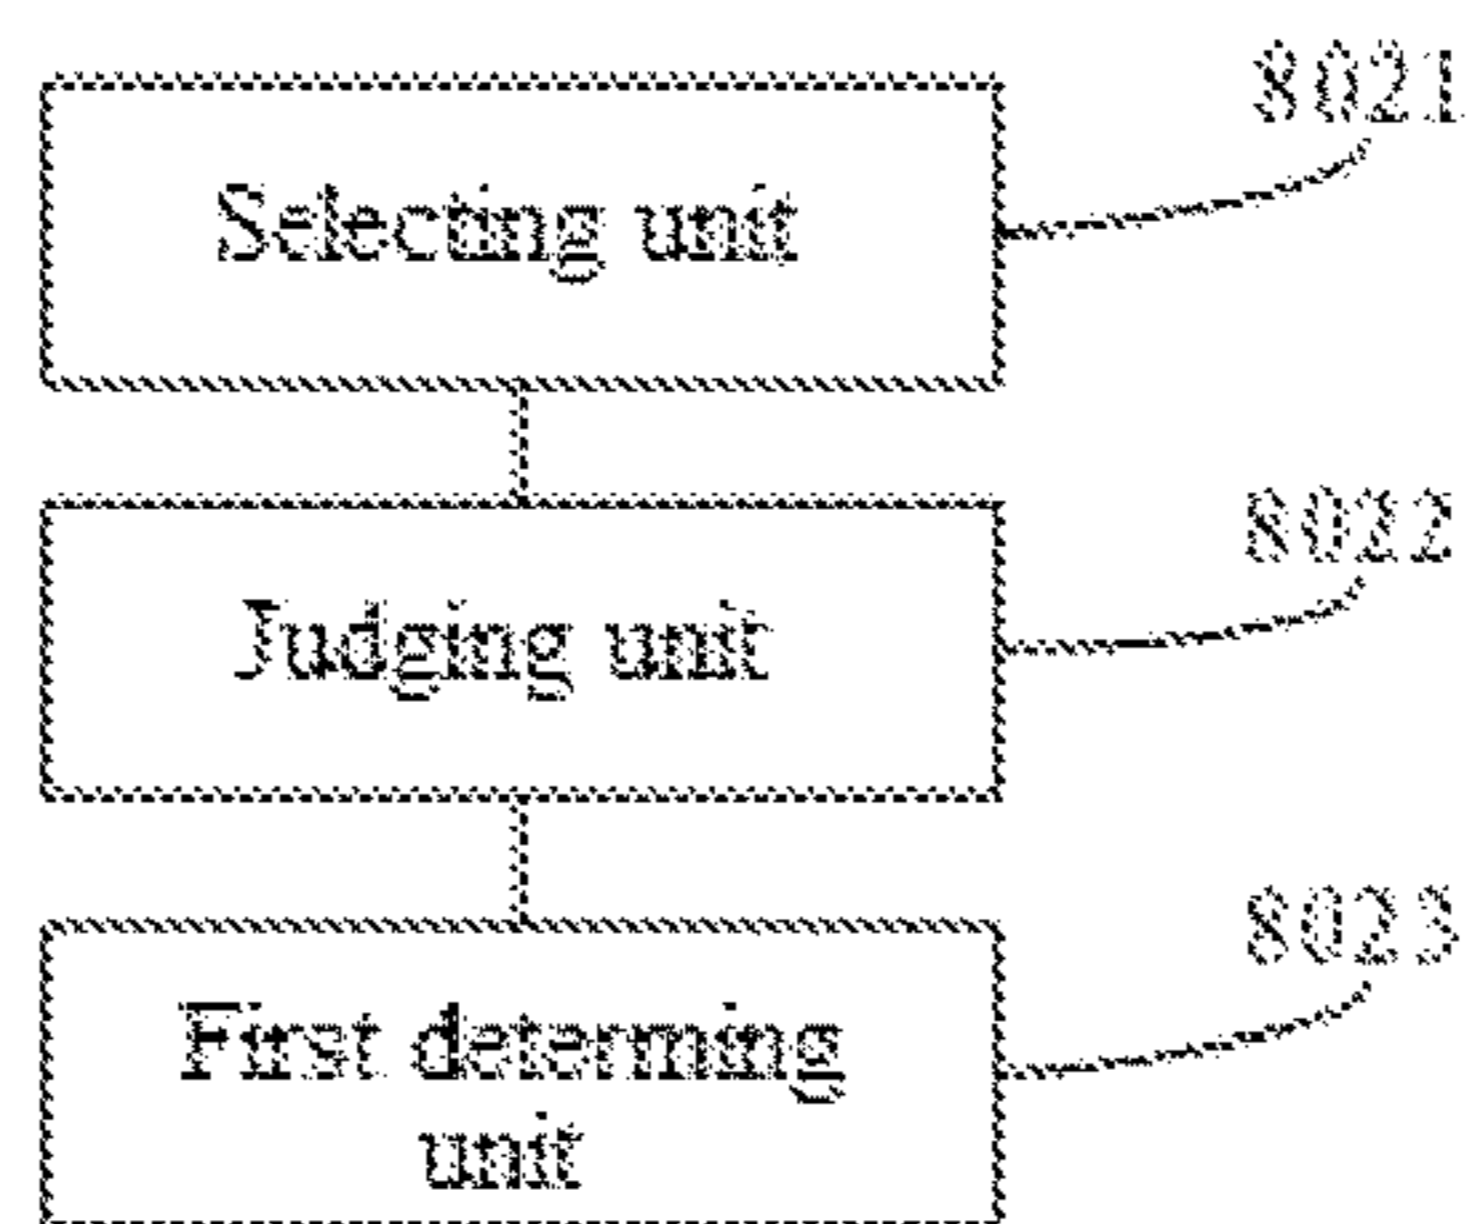 8021
Selecting unit
8022
Judging unit
8023
First determing
unit